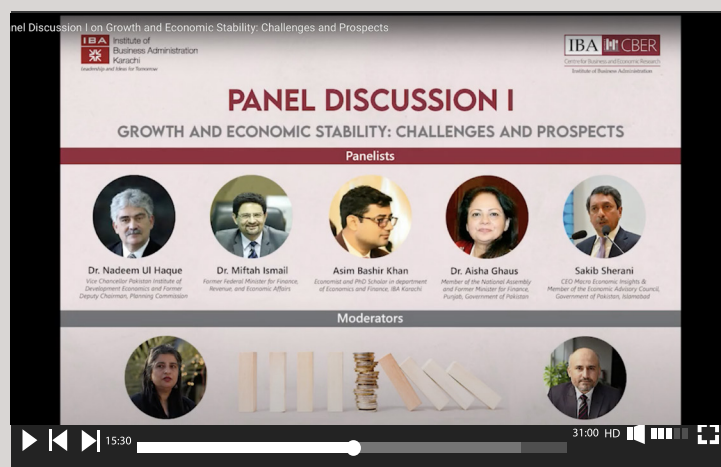 nel Discussion I on Growth and Economic Stability: Challenges and Prospects
IBA
Institute of
Business Administration
Karachi
Leadership and Ideas for Tomorrow
IBA CBER
Centre for Business and Economic Research
Institute of Business Administration
PANEL DISCUSSION I
GROWTH AND ECONOMIC STABILITY: CHALLENGES AND PROSPECTS
Panelists
Dr. Nadeem Ul Haque
Vice Chancellor Pakistan Institute of
Development Economics and Former
Deputy Chairman, Planning Commission
Dr. Miftah Ismail
Former Federal Minister for Finance,
Revenue, and Economic Affairs
Asim Bashir Khan
Economist and PhD Scholar in department
of Economics and Finance, IBA Karachi
Dr. Aisha Ghaus
Member of the National Assembly
and Former Minister for Finance,
Punjab, Government of Pakistan
Sakib Sherani
CEO Macro Economic Insights &
Member of the Economic Advisory Council,
Government of Pakistan, Islamabad
Moderators
15:30
31:00 HD